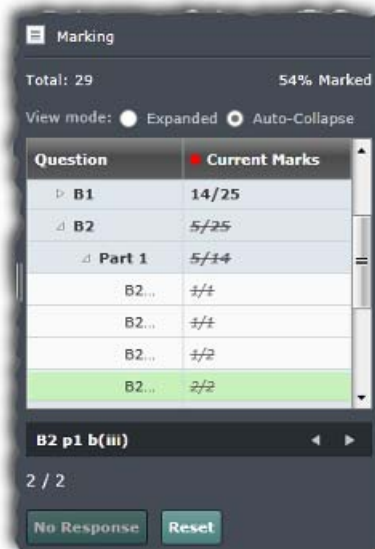 Marking
Total: 29 54% Marked
View mode: Expanded Auto-Collapse
Question Current Marks
B1 14/25
B2 5/25
Part 1 5/14
B2... 1/1
B2... 1/1
B2... 1/2
B2... 2/2
B2 p1 b(iii)
2 / 2
No Response Reset